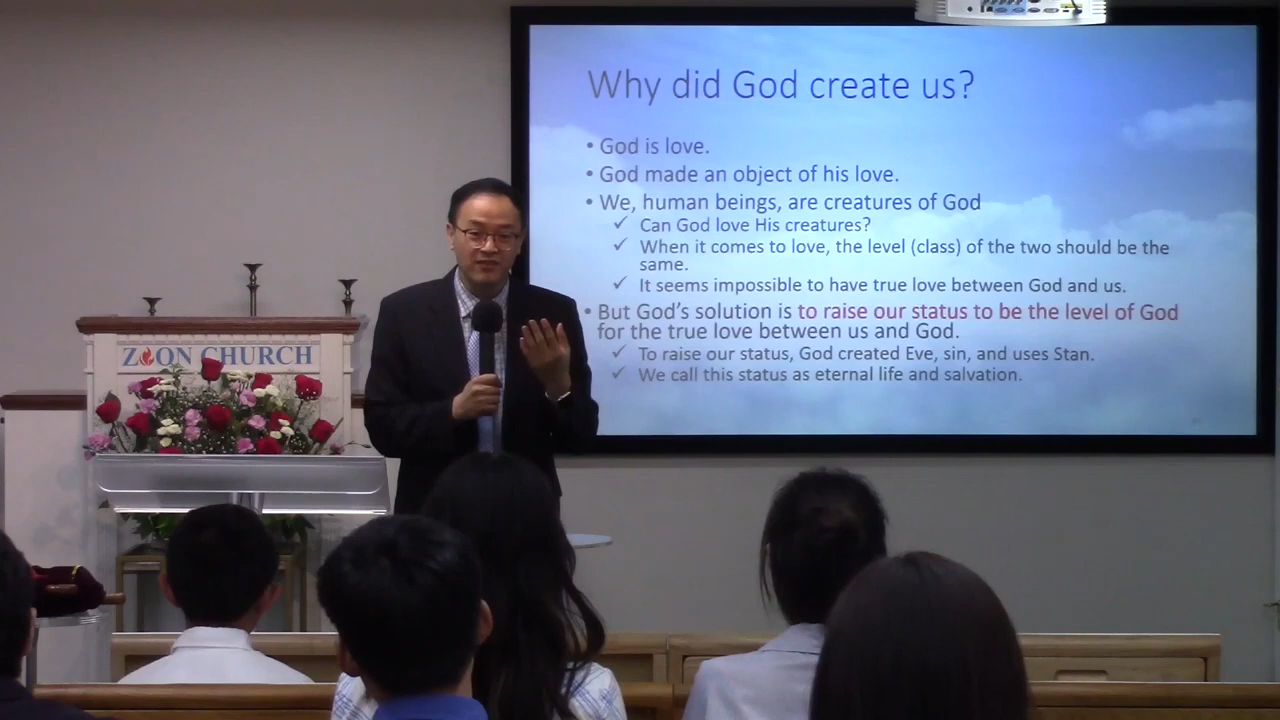 Why did God create us?
• God is love.
• God made an object of his love.
• We, human beings, are creatures of God
✓ Can God love His creatures?
✓ When it comes to love, the level (class) of the two should be the
same.
✓ It seems impossible to have true love between God and us.
• But God's solution is to raise our status to be the level of God
for the true love between us and God.
✓ To raise our status, God created Eve, sin, and uses Stan.
✓ We call this status as eternal life and salvation.
ZION CHURCH